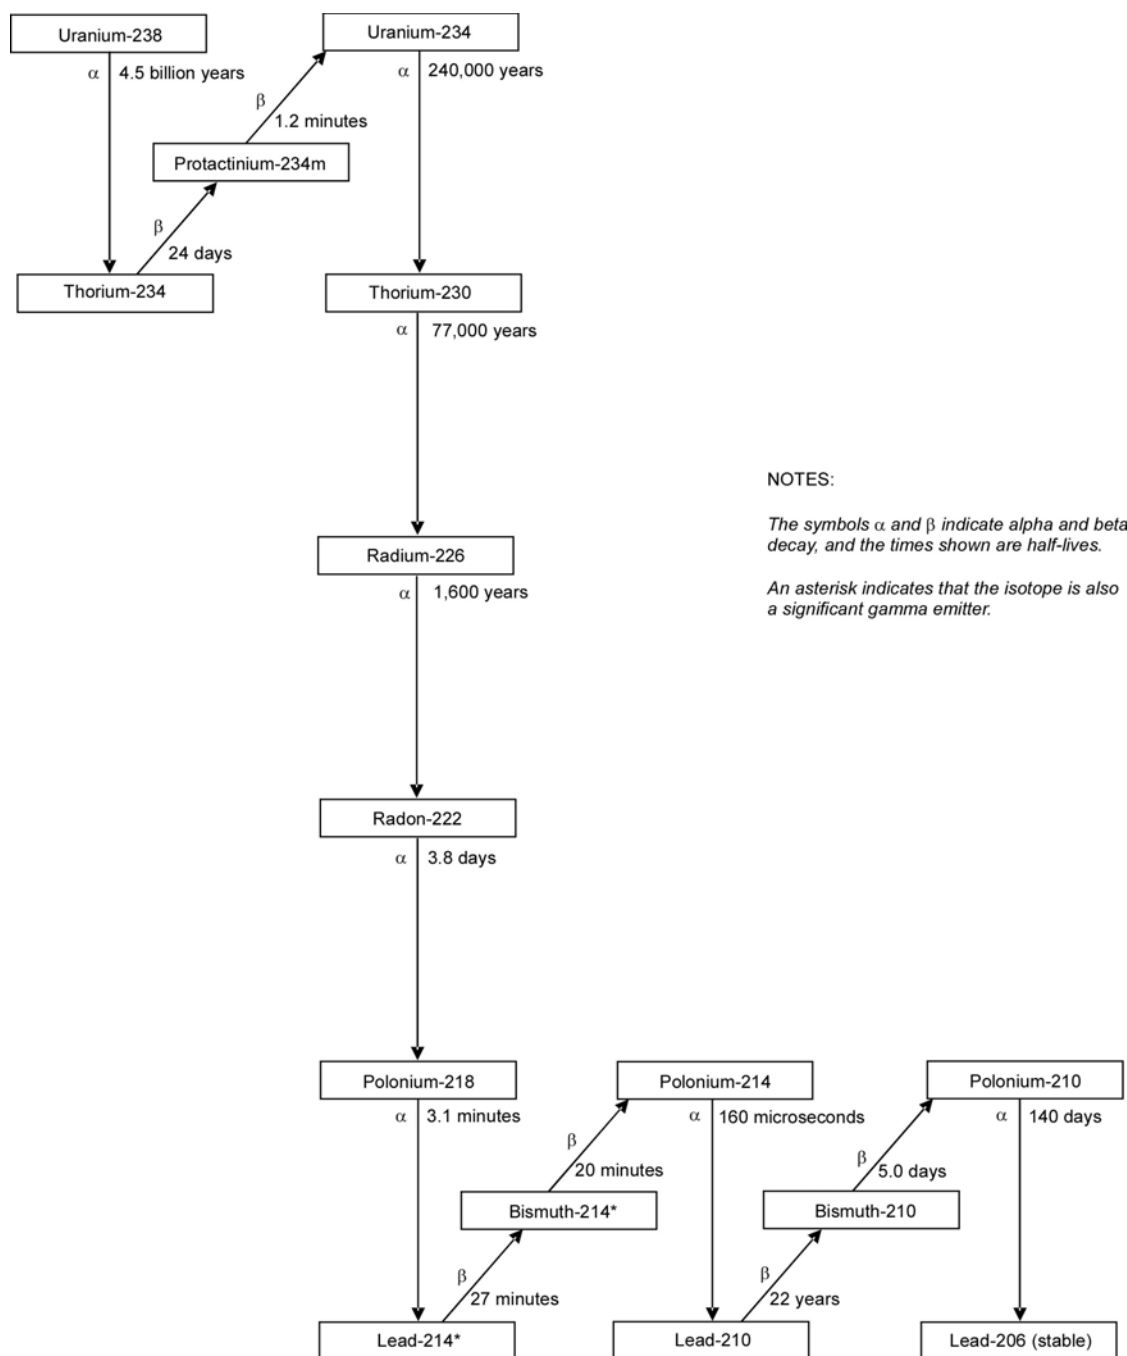 Uranium-238
Uranium-234
α 4.5 billion years
α 240,000 years
β
1.2 minutes
Protactinium-234m
β
24 days
Thorium-234
Thorium-230
α 77,000 years
NOTES:
The symbols α and β indicate alpha and beta
decay, and the times shown are half-lives.
An asterisk indicates that the isotope is also
a significant gamma emitter.
Radium-226
α 1,600 years
Radon-222
α 3.8 days
Polonium-218
Polonium-214
Polonium-210
α 3.1 minutes
α 160 microseconds
α 140 days
β
20 minutes
β
5.0 days
Bismuth-214*
Bismuth-210
β
27 minutes
β
22 years
Lead-214*
Lead-210
Lead-206 (stable)